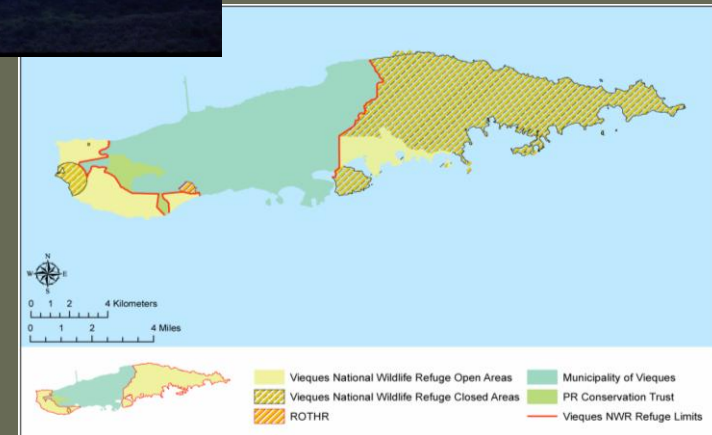 N
W E
S
0 1 2 4 Kilometers
0 1 2 4 Miles
Vieques National Wildlife Refuge Open Areas
Vieques National Wildlife Refuge Closed Areas
ROTHR
Municipality of Vieques
PR Conservation Trust
Vieques NWR Refuge Limits